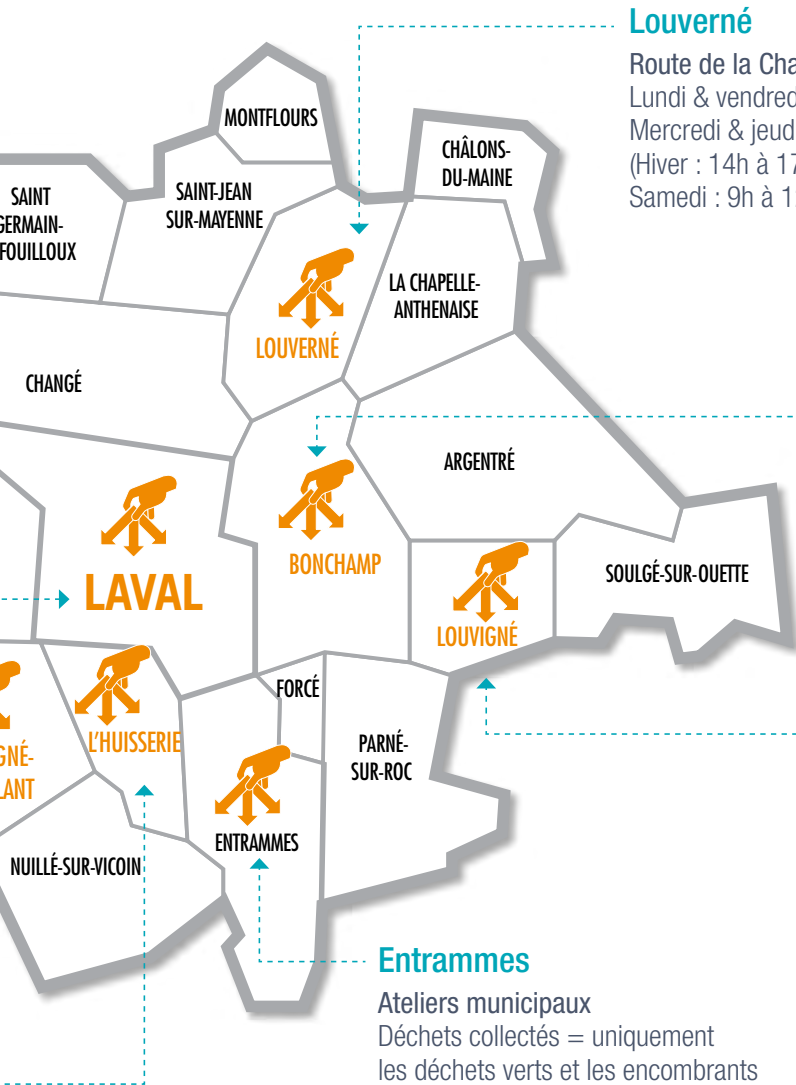 Louverné
Route de la Cha
Lundi & vendred
Mercredi & jeud
(Hiver : 14h à 17
Samedi : 9h à 1
MONTFLOURS
CHÂLONS-
DU-MAINE
SAINT
GERMAIN-
FOUILLOUX
SAINT-JEAN
SUR-MAYENNE
LA CHAPELLE-
ANTHENAISE
LOUVERNÉ
CHANGÉ
ARGENTRÉ
BONCHAMP
LAVAL
SOULGÉ-SUR-OUETTE
LOUVIGNÉ
FORCÉ
L'HUISSERIE
GNÉ-
LANT
PARNÉ-
SUR-ROC
ENTRAMMES
NUILLÉ-SUR-VICOIN
Entrammes
Ateliers municipaux
Déchets collectés = uniquement
les déchets verts et les encombrants